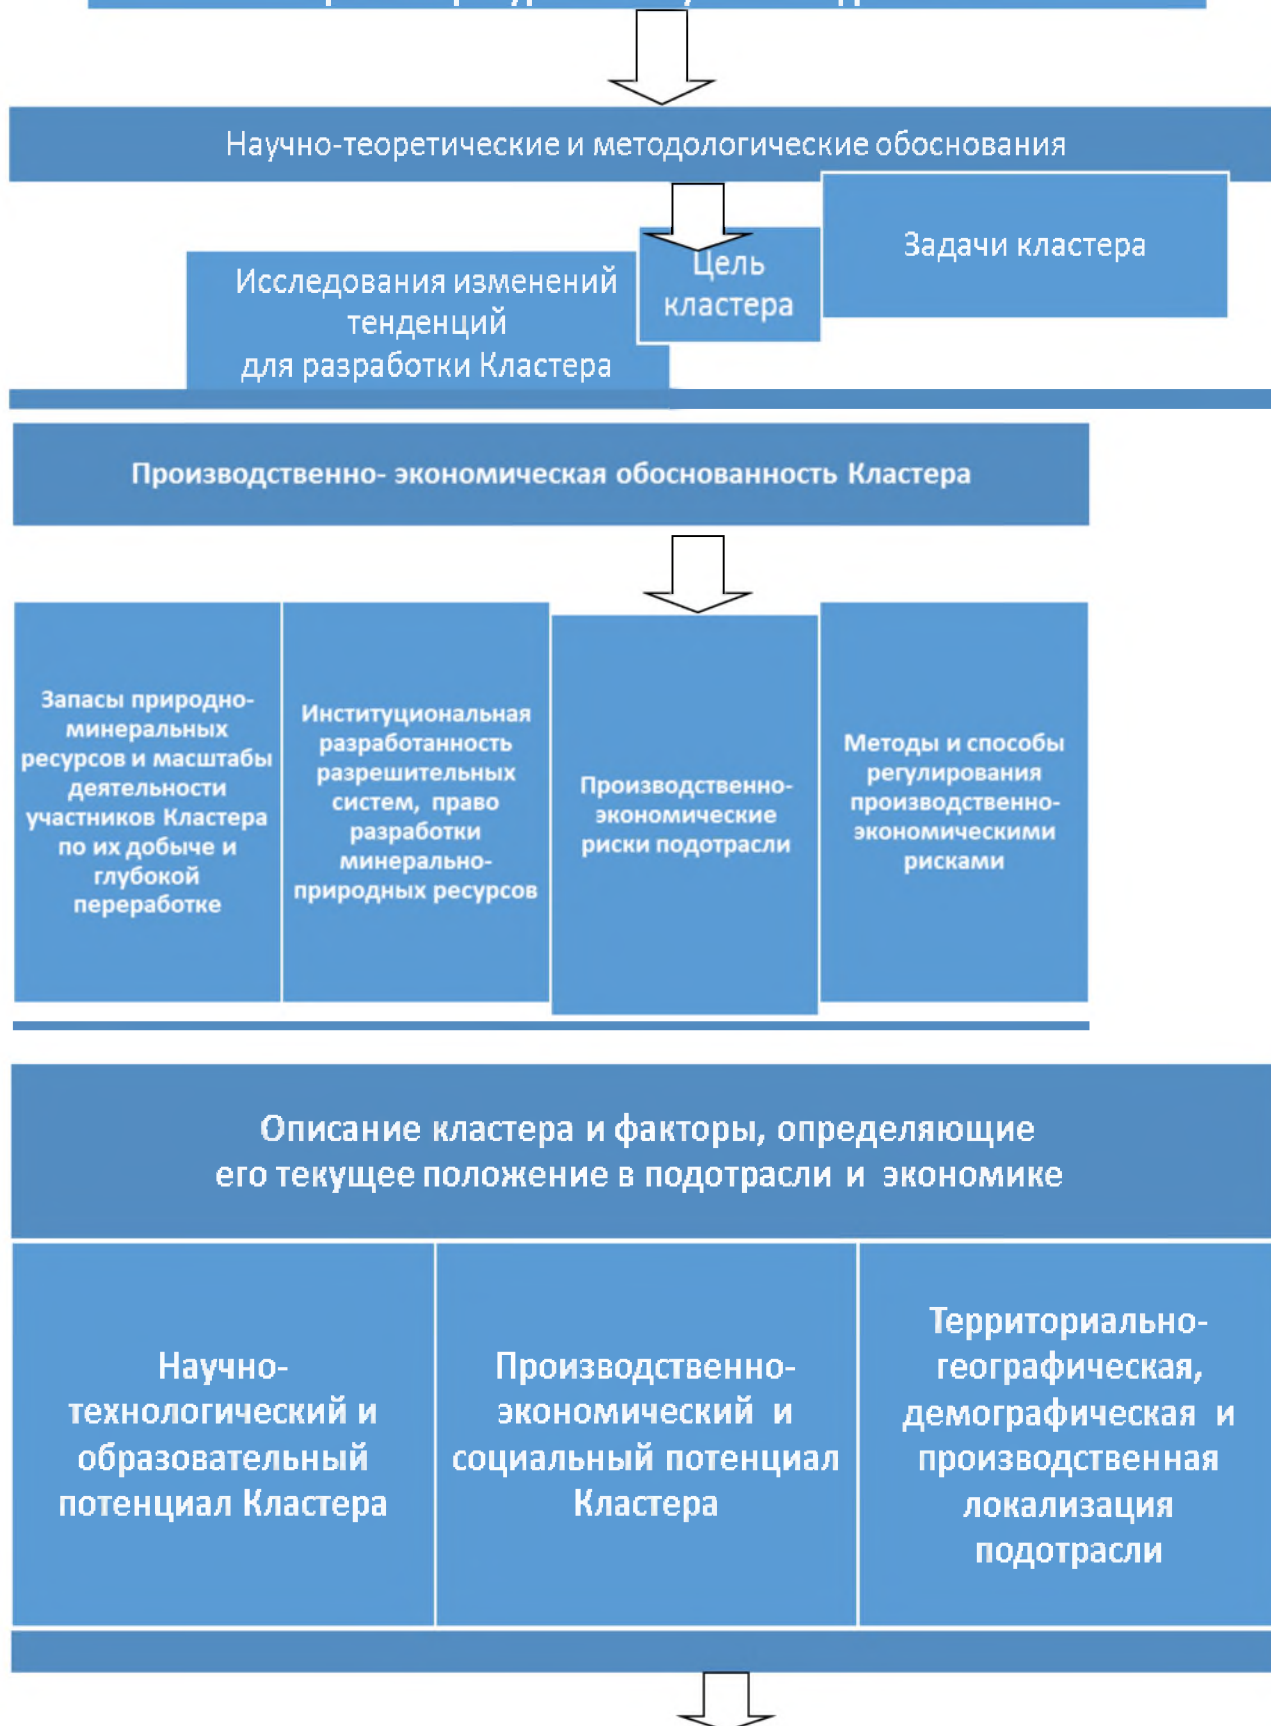 Научно-теоретические и методологические обоснования
Исследования изменений
тенденций
для разработки Кластера
Цель
кластера
Задачи кластера
Производственно- экономическая обоснованность Кластера
Запасы природно-
минеральных
ресурсов и масштабы
деятельности
участников Кластера
по их добыче и
глубокой
переработке
Институциональная
разработанность
разрешительных
систем, право
разработки
минерально-
природных ресурсов
Производственно-
экономические
риски подотрасли
Методы и способы
регулирования
производственно-
экономическими
рисками
Описание кластера и факторы, определяющие
его текущее положение в подотрасли и экономике
Научно-
технологический и
образовательный
потенциал Кластера
Производственно-
экономический и
социальный потенциал
Кластера
Территориально-
географическая,
демографическая и
производственная
локализация
подотрасли